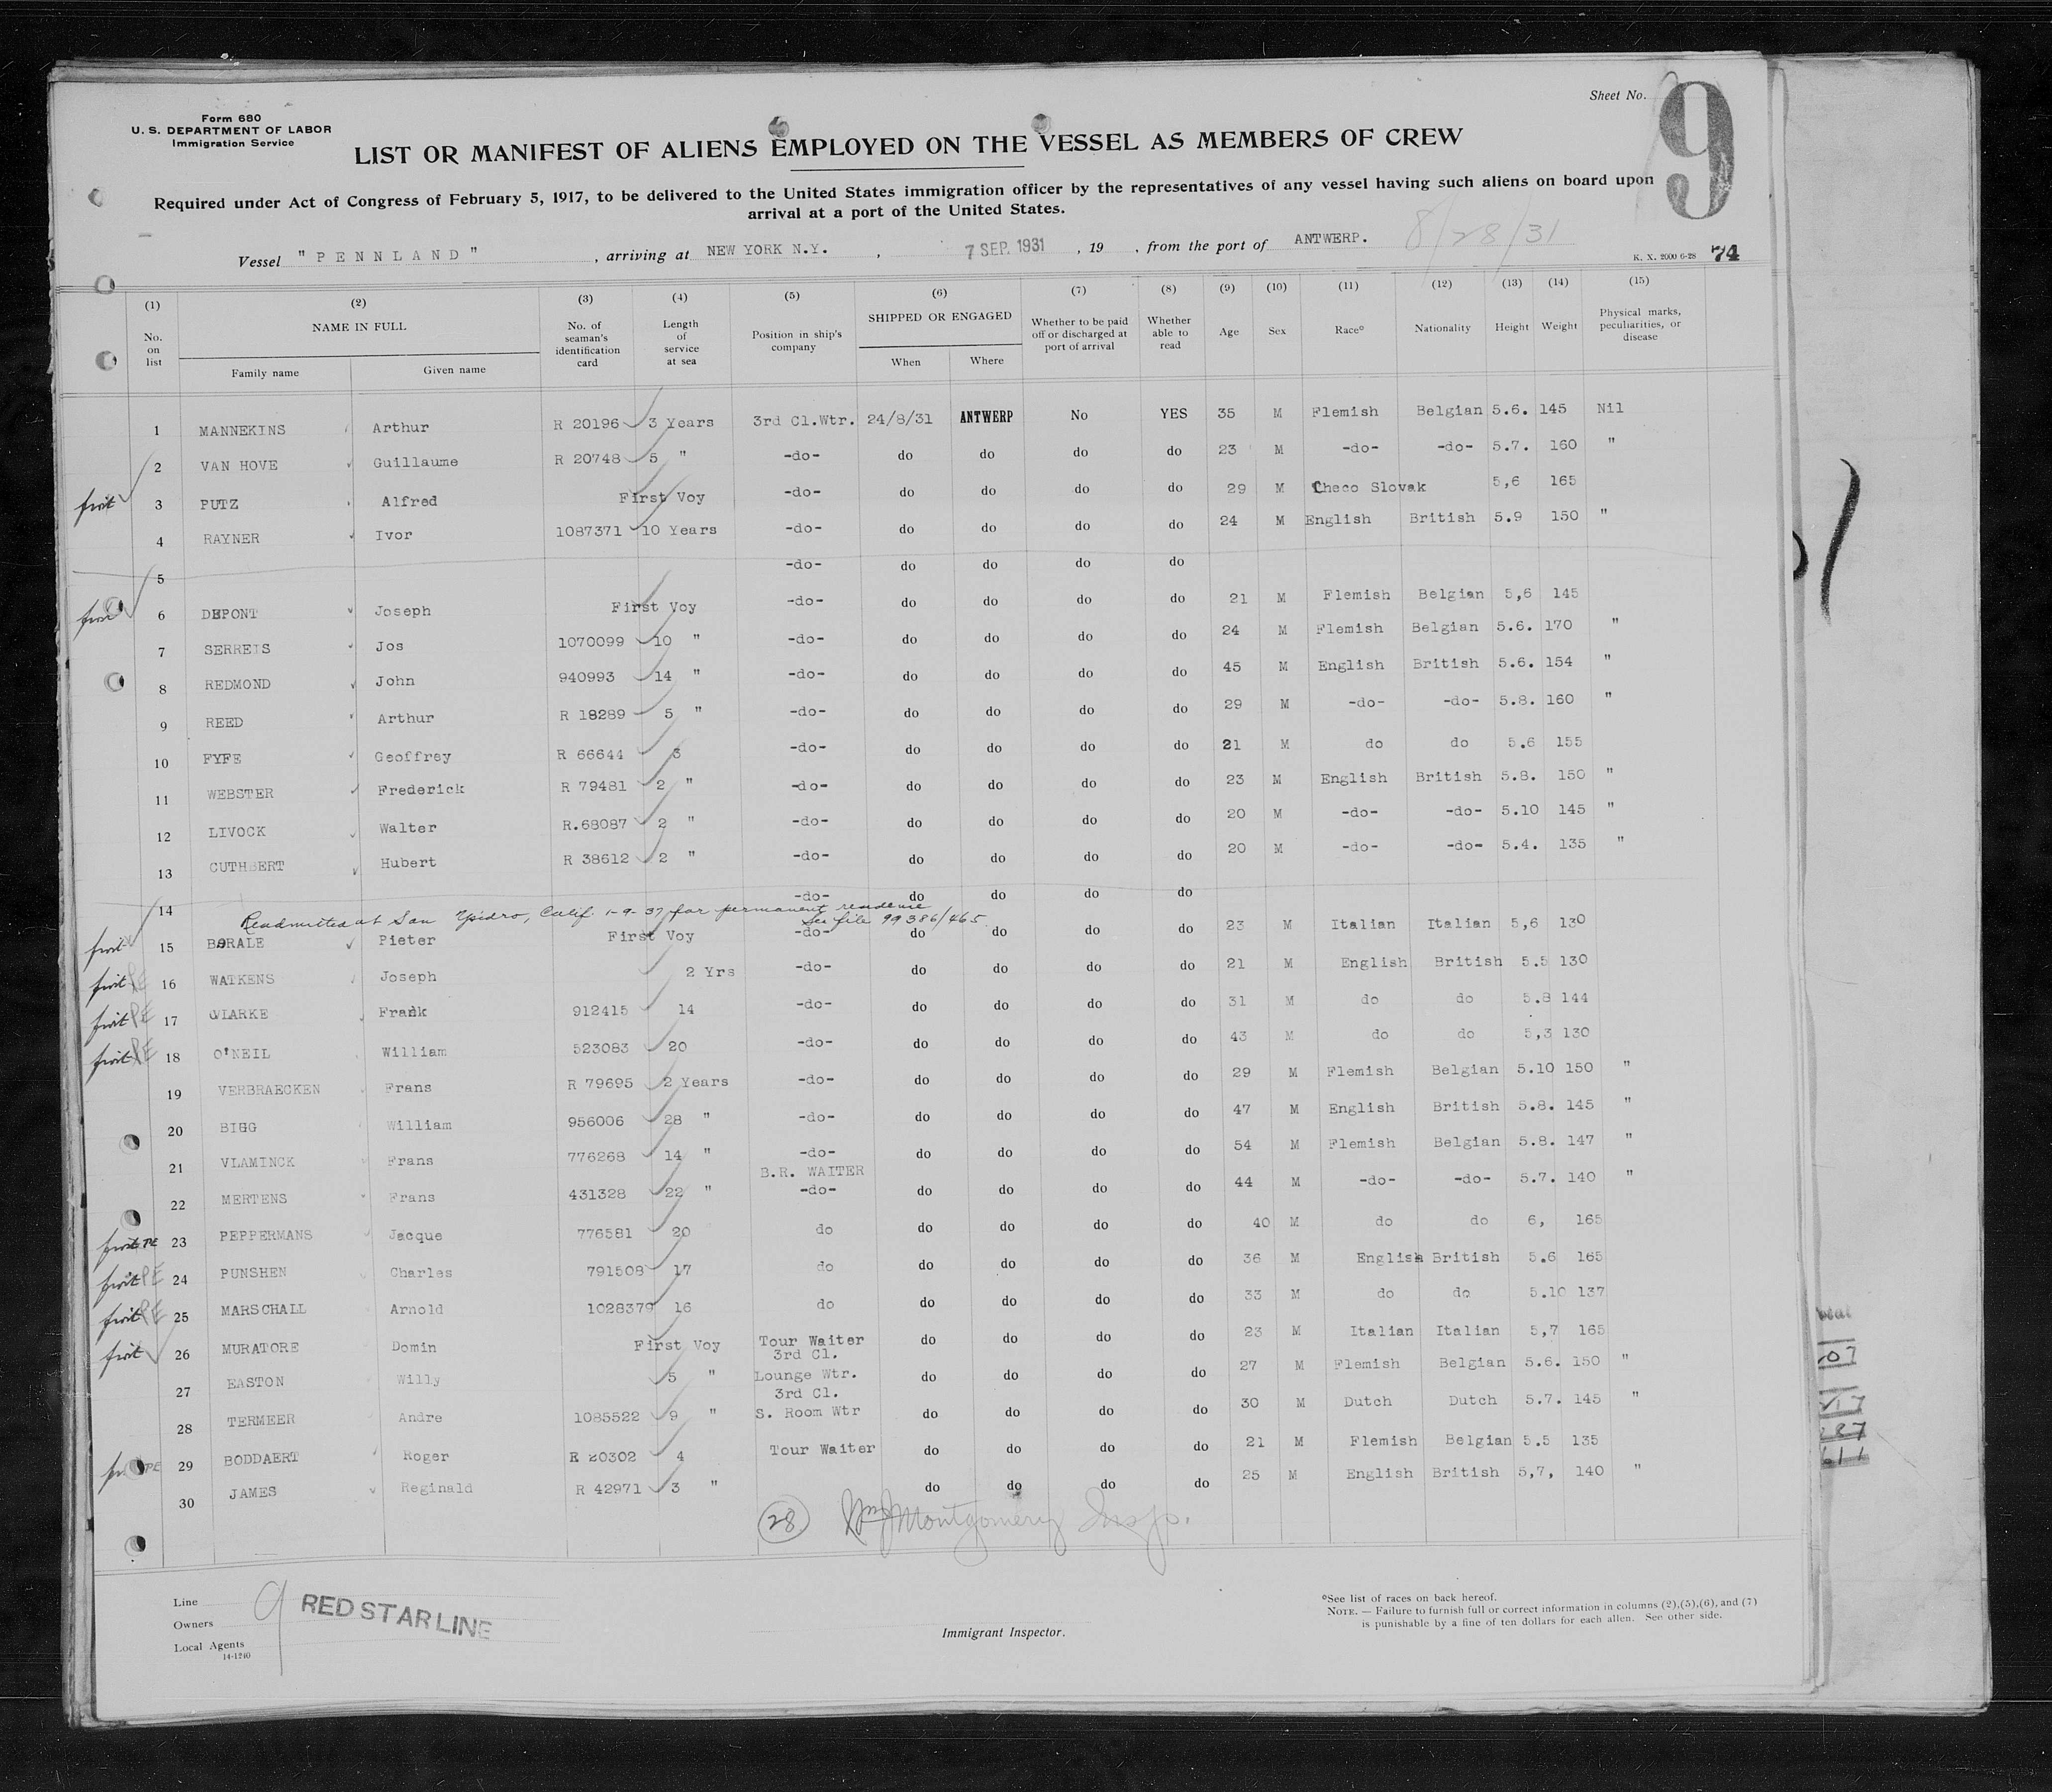 Sheet No. 9
Form 680
U. S. DEPARTMENT OF LABOR
Immigration Service
LIST OR MANIFEST OF ALIENS EMPLOYED ON THE VESSEL AS MEMBERS OF CREW
Required under Act of Congress of February 5, 1917, to be delivered to the United States immigration officer by the representatives of any vessel having such aliens on board upon
arrival at a port of the United States.
Vessel "PENNLAND" , arriving at NEW YORK N.Y. , 7 SEP. 1931 , 19 , from the port of ANTWERP. 8/28/31
K. X. 2000 6-28 74
(1) (2) (3) (4) (5) (6) (7) (8) (9) (10) (11) (12) (13) (14) (15)
No. on list NAME IN FULL Family name Given name No. of seaman's identification card Length of service at sea Position in ship's company SHIPPED OR ENGAGED When Where Whether to be paid off or discharged at port of arrival Whether able to read Age Sex Race° Nationality Height Weight Physical marks, peculiarities, or disease
1 MANNEKINS Arthur R 20196 3 Years 3rd Cl.Wtr. 24/8/31 ANTWERP No YES 35 M Flemish Belgian 5.6. 145 Nil
2 VAN HOVE Guillaume R 20748 5 " -do- do do do do 23 M -do- -do- 5.7. 160 "
3 PUTZ Alfred First Voy -do- do do do do 29 M Checo Slovak 5,6 165
4 RAYNER Ivor 1087371 10 Years -do- do do do do 24 M English British 5.9 150 "
5 -do- do do do do
6 DEPONT Joseph First Voy -do- do do do do 21 M Flemish Belgian 5,6 145
7 SERREIS Jos 1070099 10 " -do- do do do do 24 M Flemish Belgian 5.6. 170 "
8 REDMOND John 940993 14 " -do- do do do do 45 M English British 5.6. 154 "
9 REED Arthur R 18289 5 " -do- do do do do 29 M -do- -do- 5.8. 160 "
10 FYFE Geoffrey R 66644 3 -do- do do do do 21 M do do 5.6 155
11 WEBSTER Frederick R 79481 2 " -do- do do do do 23 M English British 5.8. 150 "
12 LIVOCK Walter R.68087 2 " -do- do do do do 20 M -do- -do- 5.10 145 "
13 CUTHBERT Hubert R 38612 2 " -do- do do do do 20 M -do- -do- 5.4. 135 "
14 -do- do do do do
Readmitted at San Ysidro, Calif. 1-9-37 for permanent residence
See file 99386/465
15 BORALE Pieter First Voy -do- do do do do 23 M Italian Italian 5,6 130
16 WATKENS Joseph 2 Yrs -do- do do do do 21 M English British 5.5 130
PE 17 CLARKE Frank 912415 14 -do- do do do do 31 M do do 5.8 144
PE 18 O'NEIL William 523083 20 -do- do do do do 43 M do do 5,3 130
19 VERBRAECKEN Frans R 79695 2 Years -do- do do do do 29 M Flemish Belgian 5.10 150 "
20 BIGG William 956006 28 " -do- do do do do 47 M English British 5.8. 145 "
21 VLAMINCK Frans 776268 14 " -do- do do do do 54 M Flemish Belgian 5.8. 147 "
22 MERTENS Frans 431328 22 " B.R. WAITER -do- do do do do 44 M -do- -do- 5.7. 140 "
PE 23 PEPPERMANS Jacque 776581 20 do do do do do 40 M do do 6, 165
PE 24 PUNSHEN Charles 791508 17 do do do do do 36 M English British 5.6 165
PE 25 MARSCHALL Arnold 1028379 16 do do do do do 33 M do do 5.10 137
26 MURATORE Domin First Voy Tour Waiter 3rd Cl. do do do do 23 M Italian Italian 5,7 165
27 EASTON Willy 5 " Lounge Wtr. 3rd Cl. do do do do 27 M Flemish Belgian 5.6. 150 "
28 TERMEER Andre 1085522 9 " S. Room Wtr do do do do 30 M Dutch Dutch 5.7. 145 "
PE 29 BODDAERT Roger R 20302 4 Tour Waiter do do do do 21 M Flemish Belgian 5.5 135
30 JAMES Reginald R 42971 3 " do do do do 25 M English British 5,7, 140 "
28 Wm J Montgomery Insp.
Line
Owners 9 RED STAR LINE
Local Agents
14-1240
Immigrant Inspector.
°See list of races on back hereof.
NOTE. — Failure to furnish full or correct information in columns (2),(5),(6), and (7)
is punishable by a fine of ten dollars for each alien. See other side.